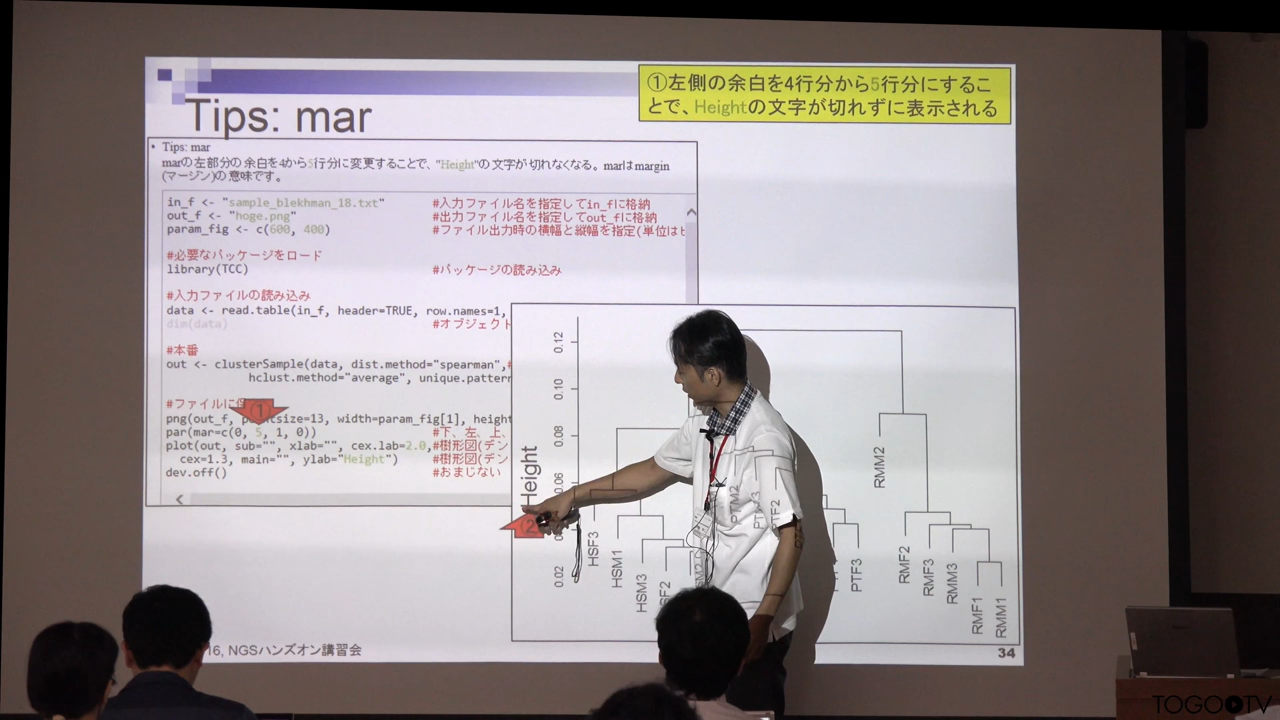 Tips: mar
①左側の余白を4行分から5行分にするこ
とで、Heightの文字が切れずに表示される
Tips: mar
marの左部分の余白を4から5行分に変更することで、"Height"の文字が切れなくなる。marはmargin
(マージン)の意味です。
in_f <- "sample_blekhman_18.txt" #入力ファイル名を指定してin_fに格納
out_f <- "hoge.png" #出力ファイル名を指定してout_fに格納
param_fig <- c(600, 400) #ファイル出力時の横幅と縦幅を指定(単位はピ
#必要なパッケージをロード
library(TCC) #パッケージの読み込み
#入力ファイルの読み込み
data <- read.table(in_f, header=TRUE, row.names=1,
dim(data) #オブジェクト
#本番
out <- clusterSample(data, dist.method="spearman",#
hclust.method="average", unique.pattern
#ファイルに
①
png(out_f, size=13, width=param_fig[1], height
par(mar=c(0, 5, 1, 0)) #下、左、上、
plot(out, sub="", xlab="", cex.lab=2.0,#樹形図(デン
cex=1.3, main="", ylab="Height") #樹形図(デン
dev.off() #おまじない
Height
②
0.12
0.10
0.08
0.06
0.02
HSF3
HSM1
HSM3
SF2
PTM2
PTF2
PTF3
RMM2
RMF2
RMF3
RMM3
RMF1
RMM1
16, NGSハンズオン講習会
34
TOGOTV